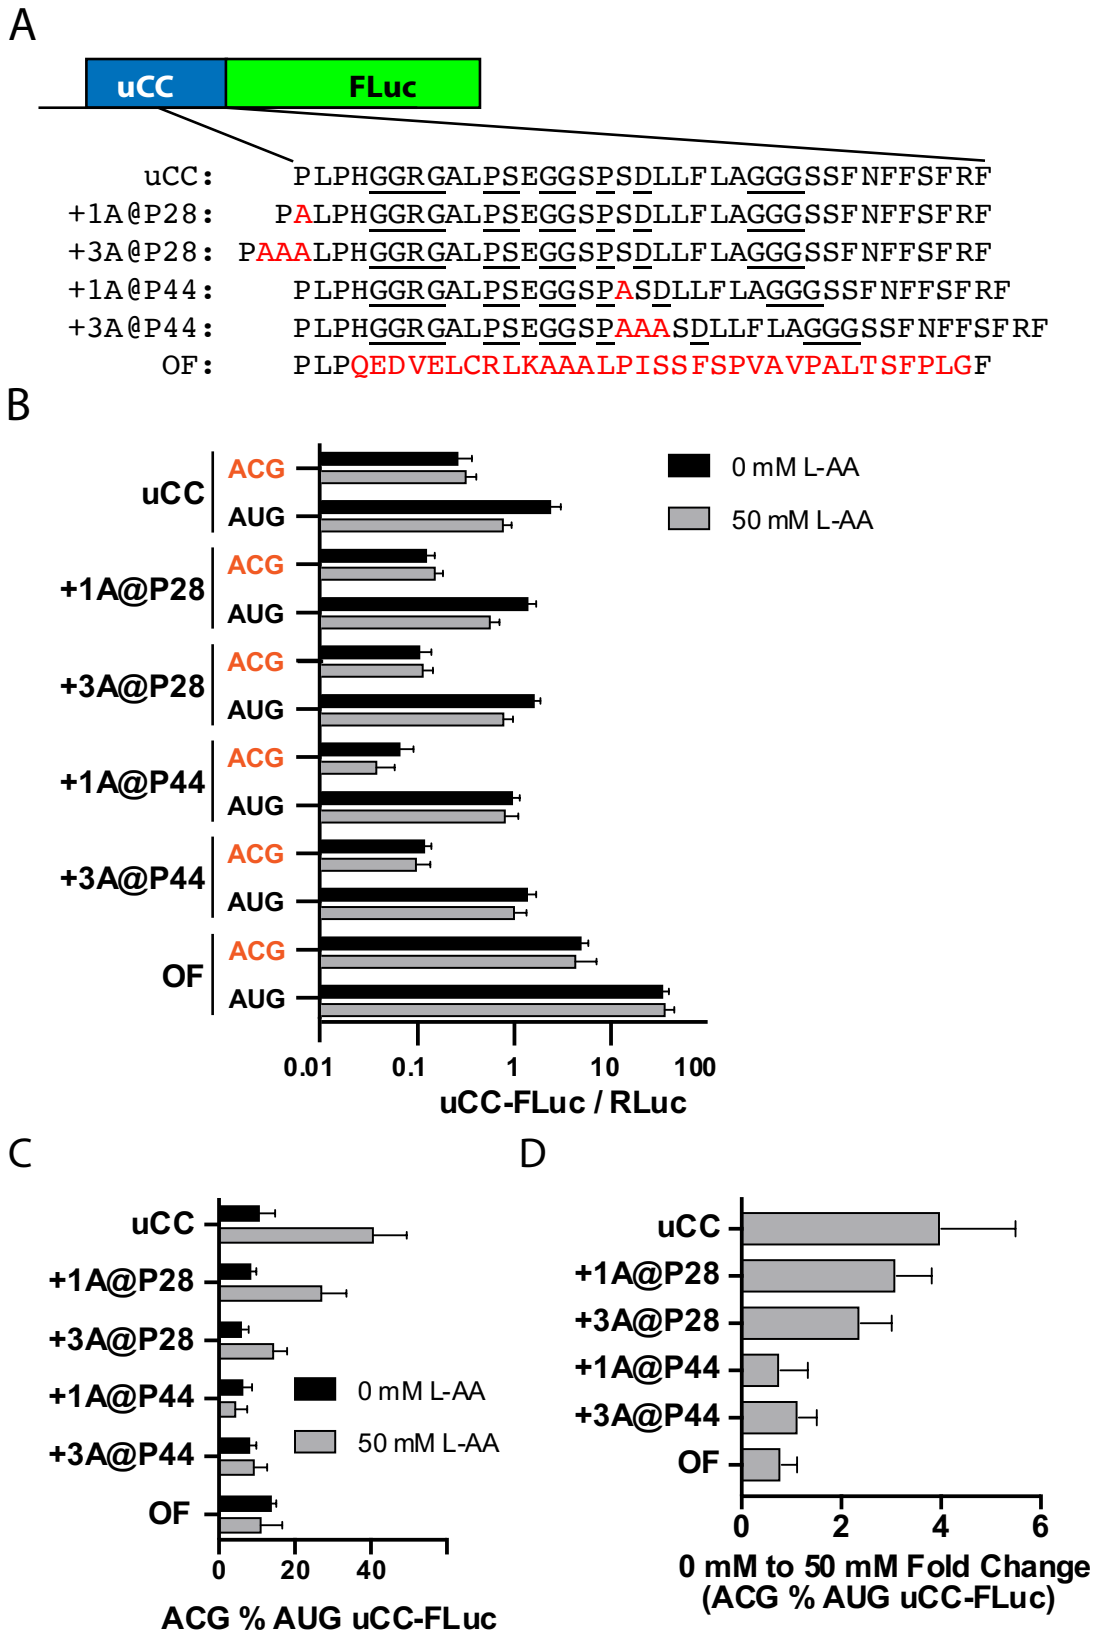 A
uCC FLuc
uCC: PLPHGGRGALPSEGGSPSDLLFLAGGGSSFNFFSFRF
+1A@P28: PALPHGGRGALPSEGGSPSDLLFLAGGGSSFNFFSFRF
+3A@P28: PAAALPHGGRGALPSEGGSPSDLLFLAGGGSSFNFFSFRF
+1A@P44: PLPHGGRGALPSEGGSPASDLLFLAGGGSSFNFFSFRF
+3A@P44: PLPHGGRGALPSEGGSPAAASDLLFLAGGGSSFNFFSFRF
OF: PLPQEDVELCRLKAAALPISSFSPVAVPALTSFPLGF
B
uCC ACG
AUG
+1A@P28 ACG
AUG
+3A@P28 ACG
AUG
+1A@P44 ACG
AUG
+3A@P44 ACG
AUG
OF ACG
AUG
0 mM L-AA
50 mM L-AA
0.01 0.1 1 10 100
uCC-FLuc / RLuc
C
uCC
+1A@P28
+3A@P28
+1A@P44
+3A@P44
OF
0 mM L-AA
50 mM L-AA
0 20 40
ACG % AUG uCC-FLuc
D
uCC
+1A@P28
+3A@P28
+1A@P44
+3A@P44
OF
0 2 4 6
0 mM to 50 mM Fold Change
(ACG % AUG uCC-FLuc)